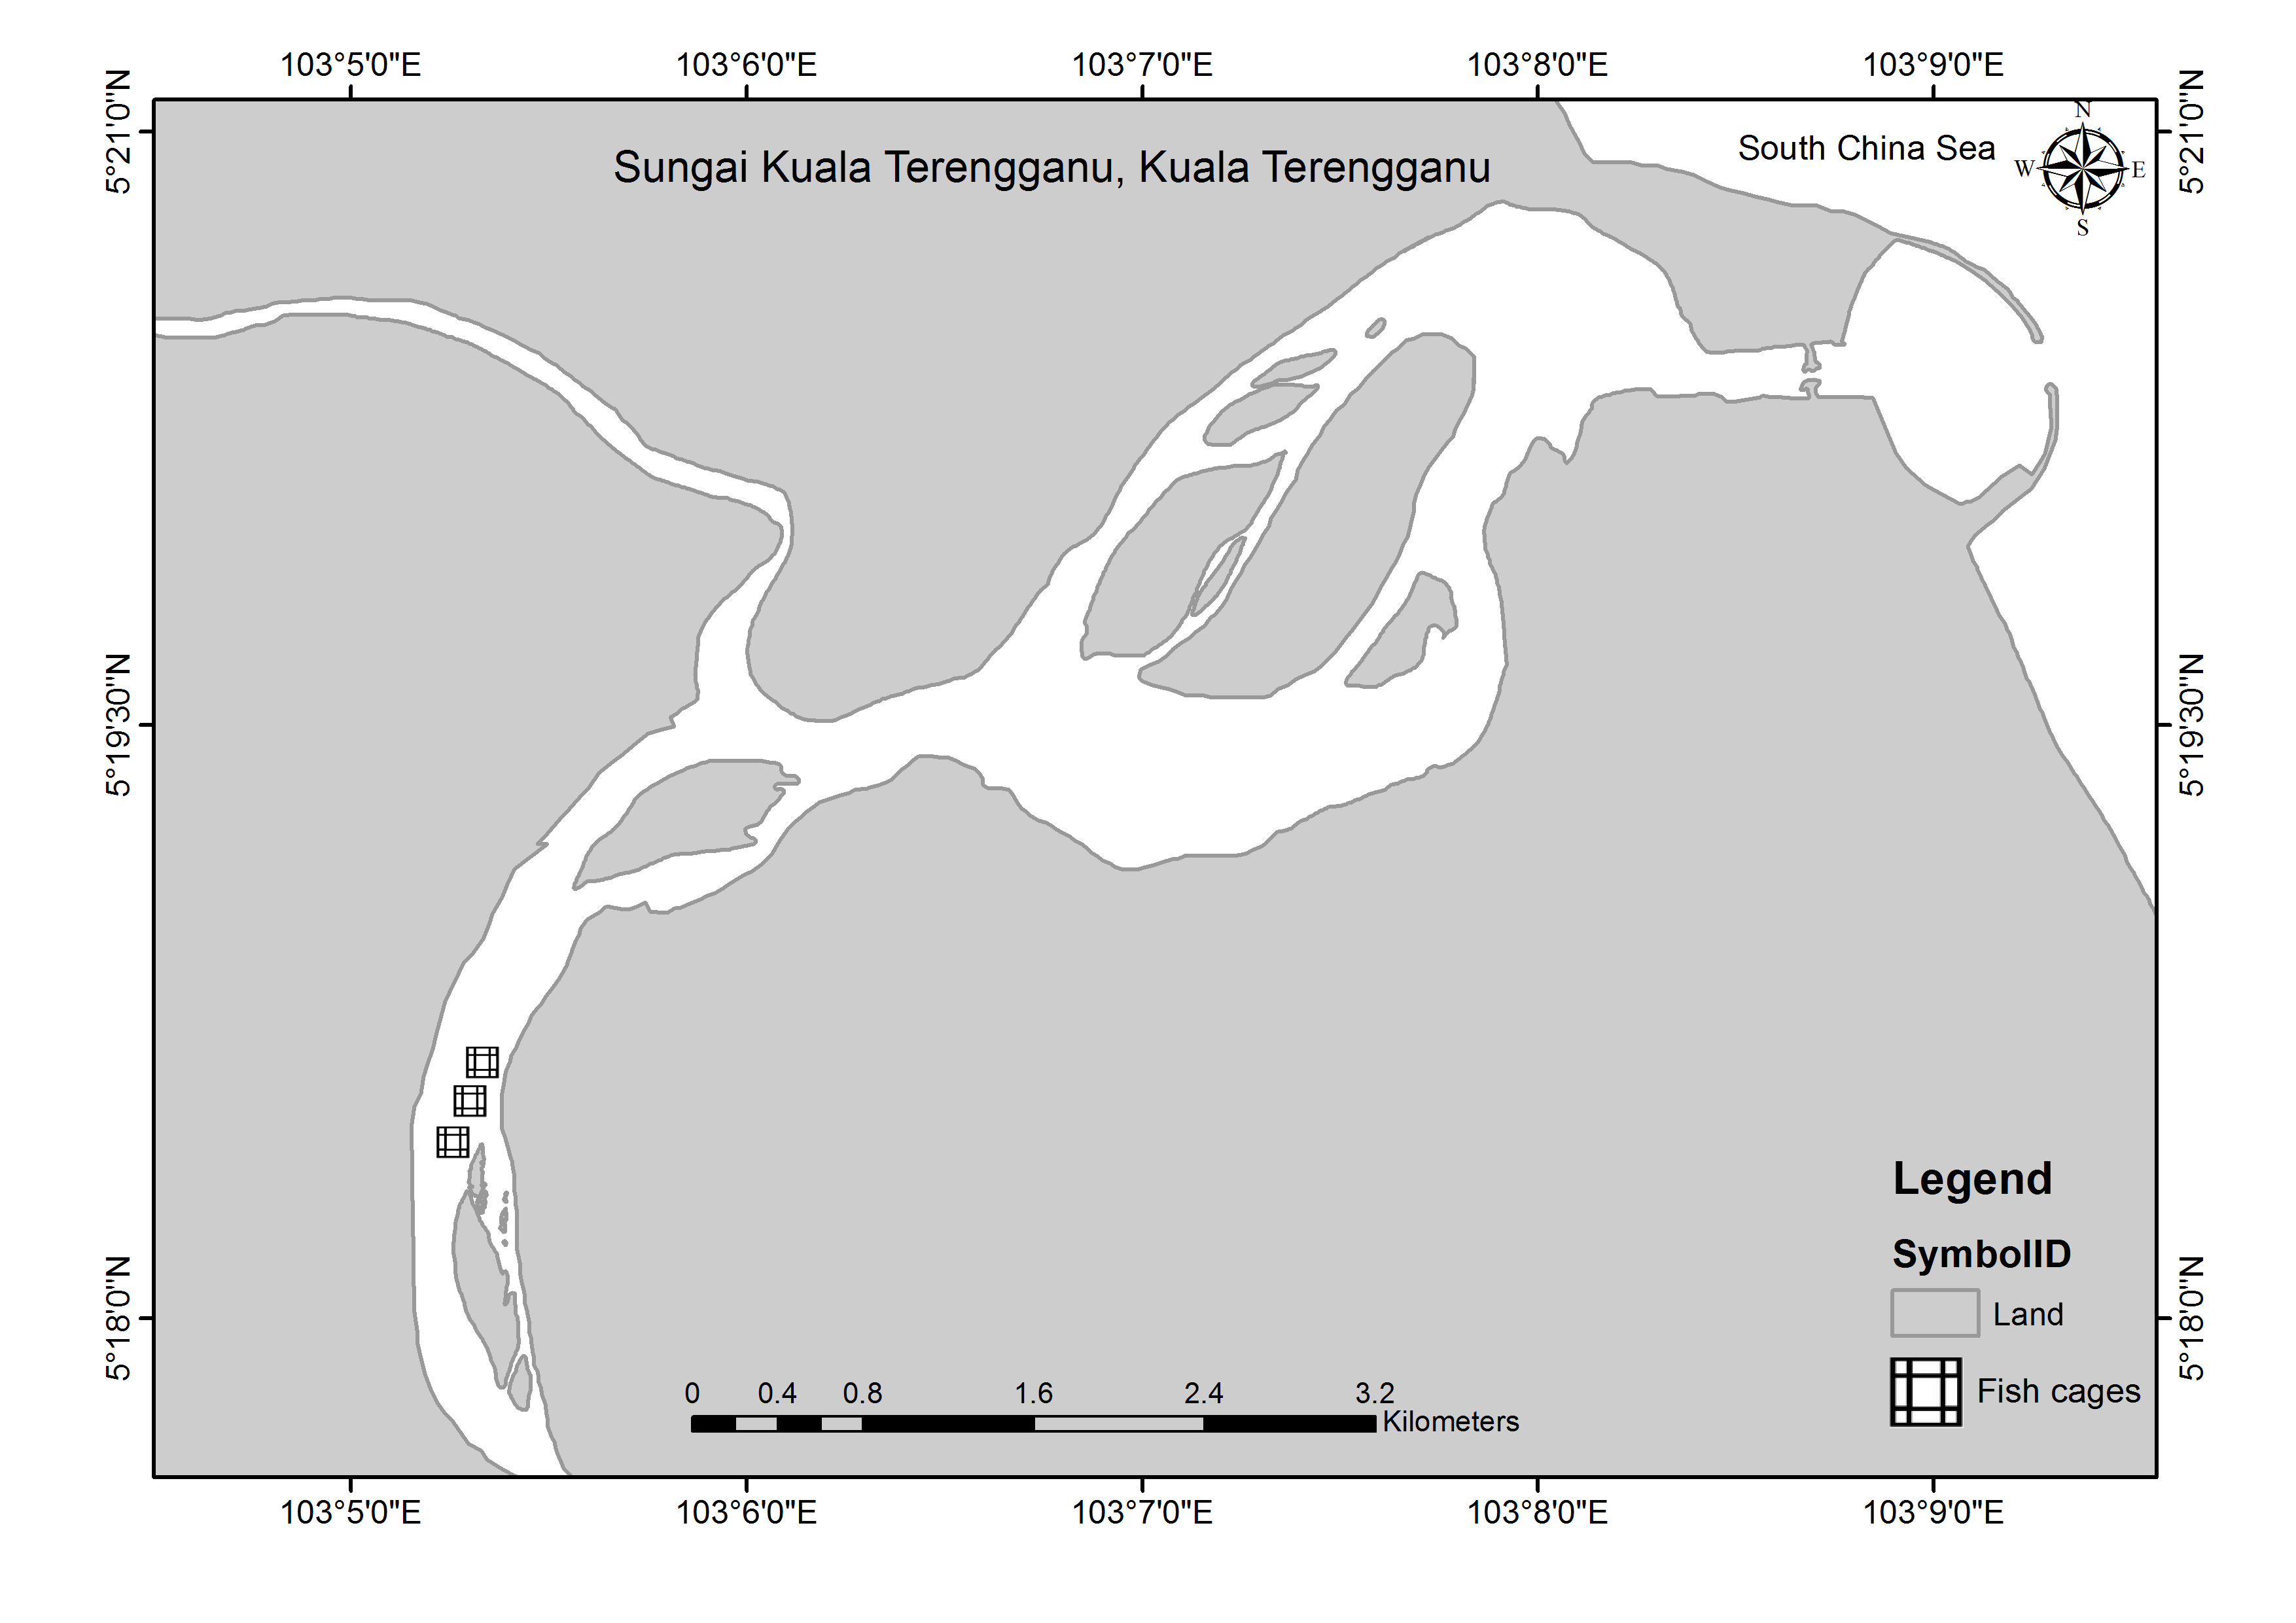 103°5'0"E 103°6'0"E 103°7'0"E 103°8'0"E 103°9'0"E
5°21'0"N
5°21'0"N
Sungai Kuala Terengganu, Kuala Terengganu
South China Sea
N
W E
S
5°19'30"N
5°19'30"N
Legend
SymbolID
Land
Fish cages
5°18'0"N
5°18'0"N
0 0.4 0.8 1.6 2.4 3.2
Kilometers
103°5'0"E 103°6'0"E 103°7'0"E 103°8'0"E 103°9'0"E